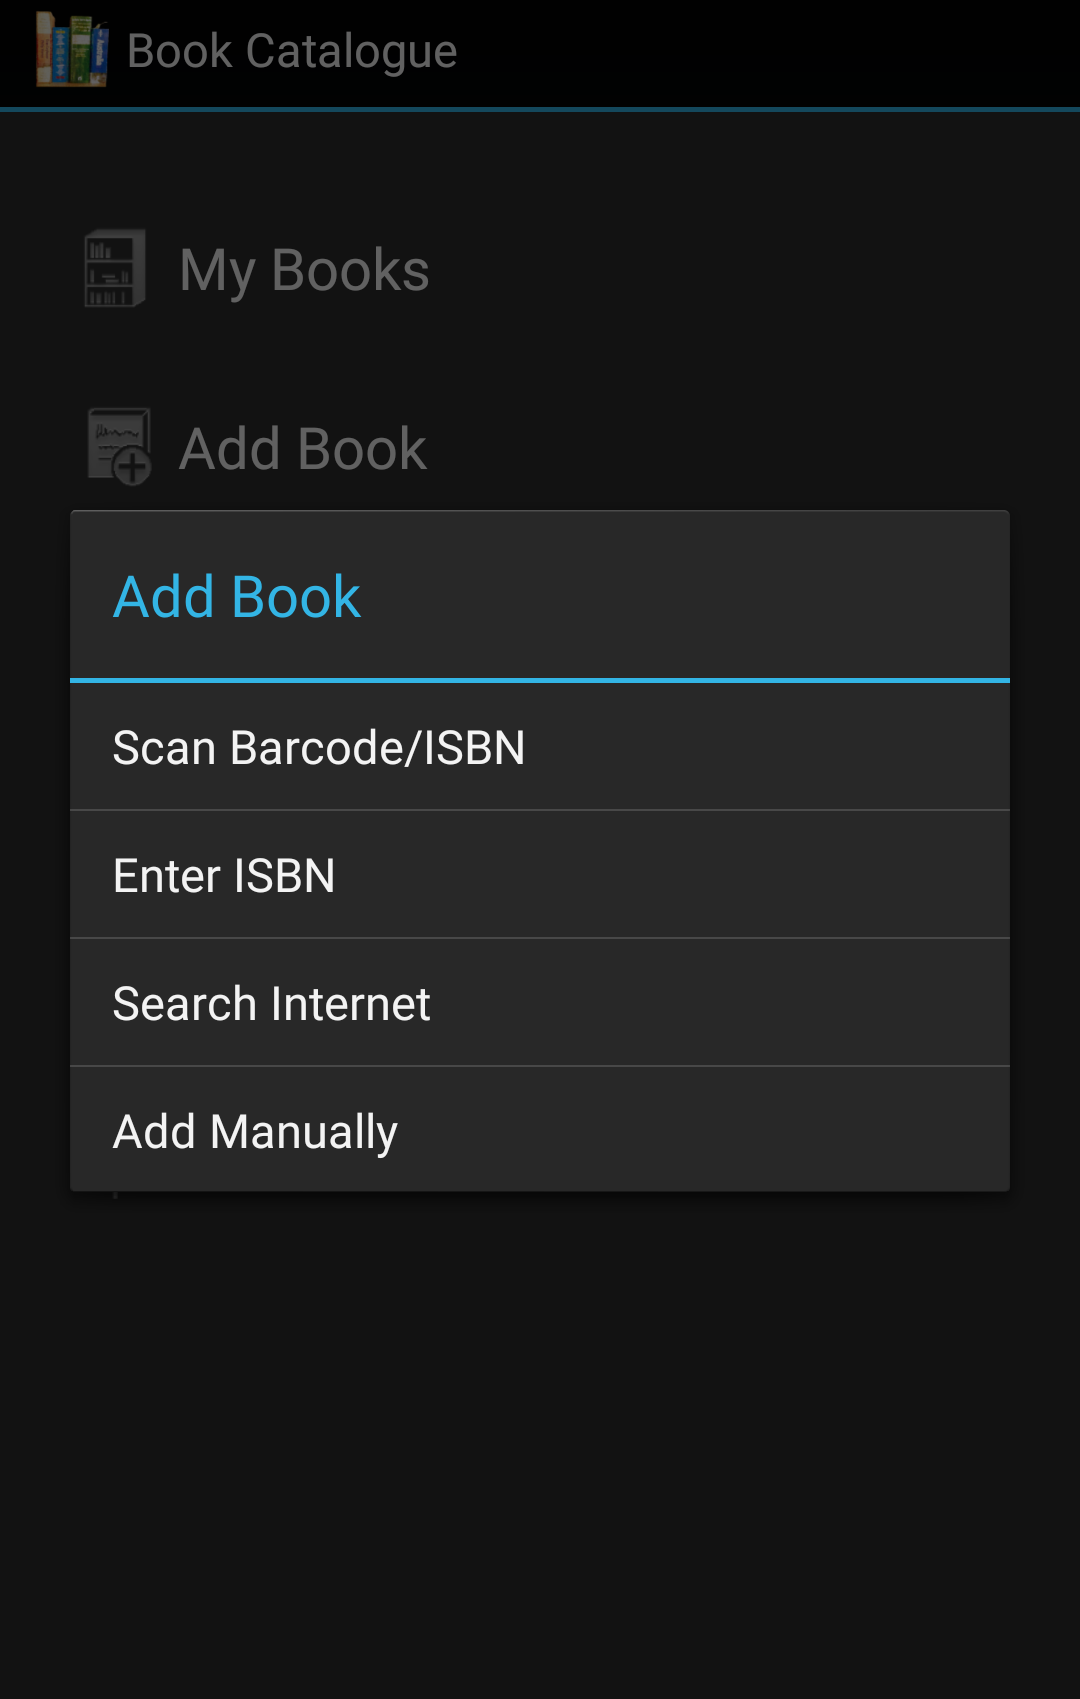 Book Catalogue
My Books
Add Book
Add Book
Scan Barcode/ISBN
Enter ISBN
Search Internet
Add Manually